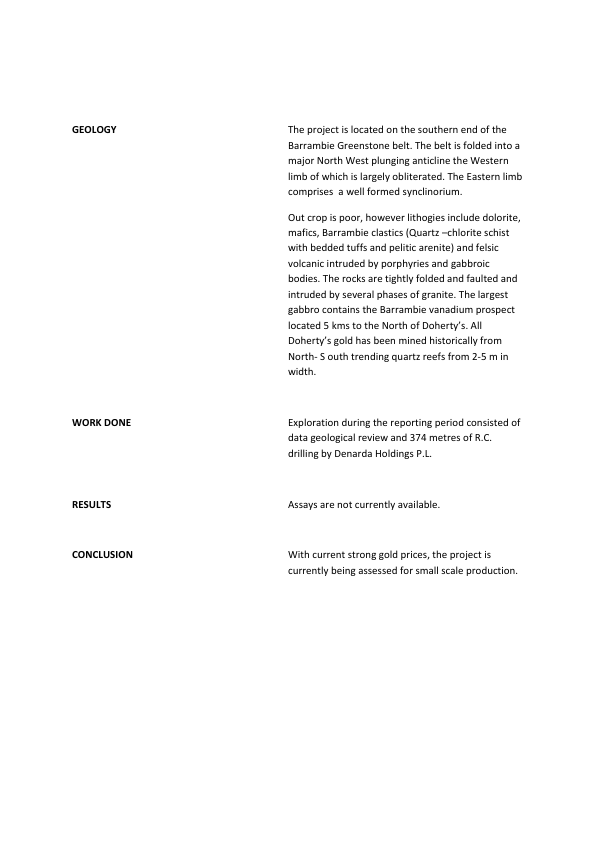 GEOLOGY
The project is located on the southern end of the
Barrambie Greenstone belt. The belt is folded into a
major North West plunging anticline the Western
limb of which is largely obliterated. The Eastern limb
comprises  a well formed synclinorium.
Out crop is poor, however lithogies include dolorite,
mafics, Barrambie clastics (Quartz –chlorite schist
with bedded tuffs and pelitic arenite) and felsic
volcanic intruded by porphyries and gabbroic
bodies. The rocks are tightly folded and faulted and
intruded by several phases of granite. The largest
gabbro contains the Barrambie vanadium prospect
located 5 kms to the North of Doherty’s. All
Doherty’s gold has been mined historically from
North- S outh trending quartz reefs from 2-5 m in
width.
WORK DONE
Exploration during the reporting period consisted of
data geological review and 374 metres of R.C.
drilling by Denarda Holdings P.L.
RESULTS
Assays are not currently available.
CONCLUSION
With current strong gold prices, the project is
currently being assessed for small scale production.